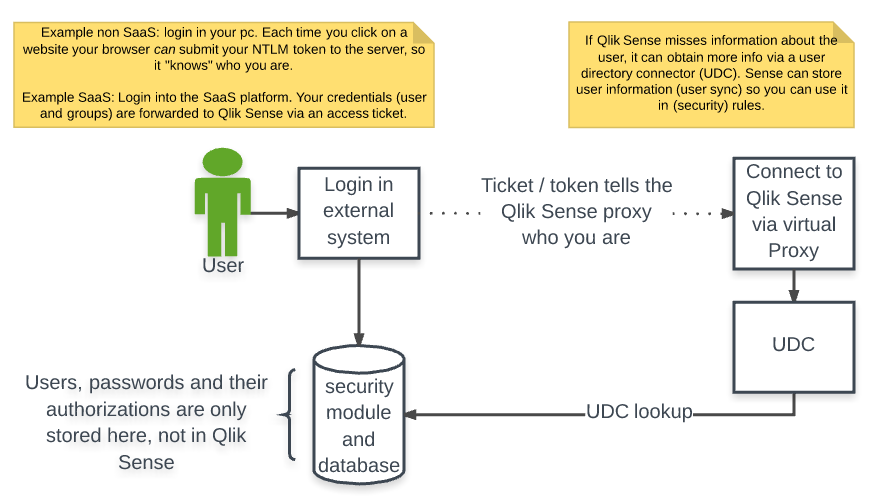 Example non SaaS: login in your pc. Each time you click on a
website your browser can submit your NTLM token to the server, so
it "knows" who you are.
Example SaaS: Login into the SaaS platform. Your credentials (user
and groups) are forwarded to Qlik Sense via an access ticket.
If Qlik Sense misses information about the
user, it can obtain more info via a user
directory connector (UDC). Sense can store
user information (user sync) so you can use it
in (security) rules.
User
Login in
external
system
Ticket / token tells the
Qlik Sense proxy
who you are
Connect to
Qlik Sense
via virtual
Proxy
UDC
UDC lookup
security
module
and
database
Users, passwords and their
authorizations are only
stored here, not in Qlik
Sense